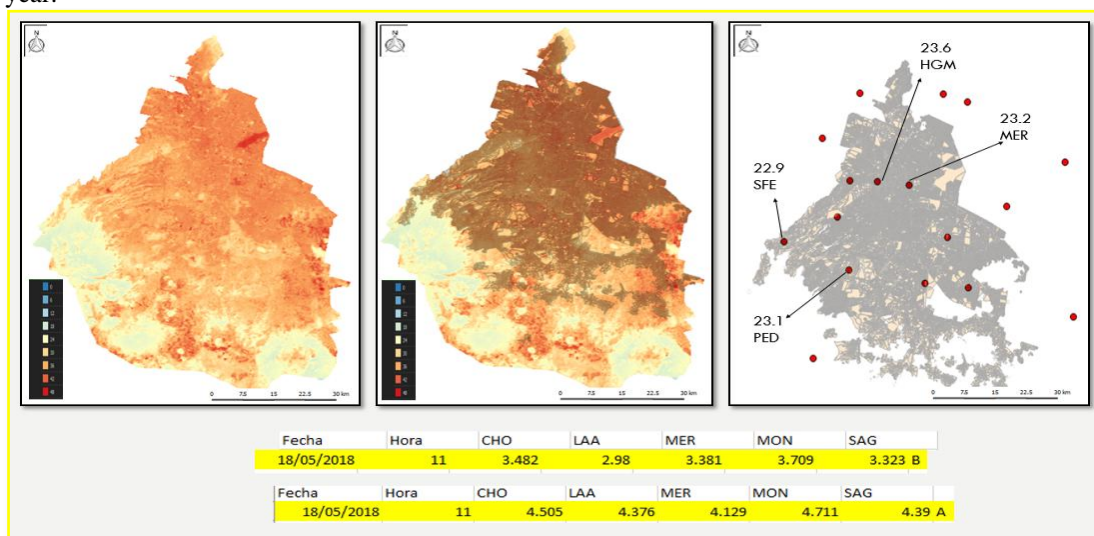 year.
N
N
N
23.6
HGM
23.2
MER
22.9
SFE
23.1
PED
0 7.5 15 22.5 30 km
0 7.5 15 22.5 30 km
0 7.5 15 22.5 30 km
Fecha Hora CHO LAA MER MON SAG
18/05/2018 11 3.482 2.98 3.381 3.709 3.323 B
Fecha Hora CHO LAA MER MON SAG
18/05/2018 11 4.505 4.376 4.129 4.711 4.39 A